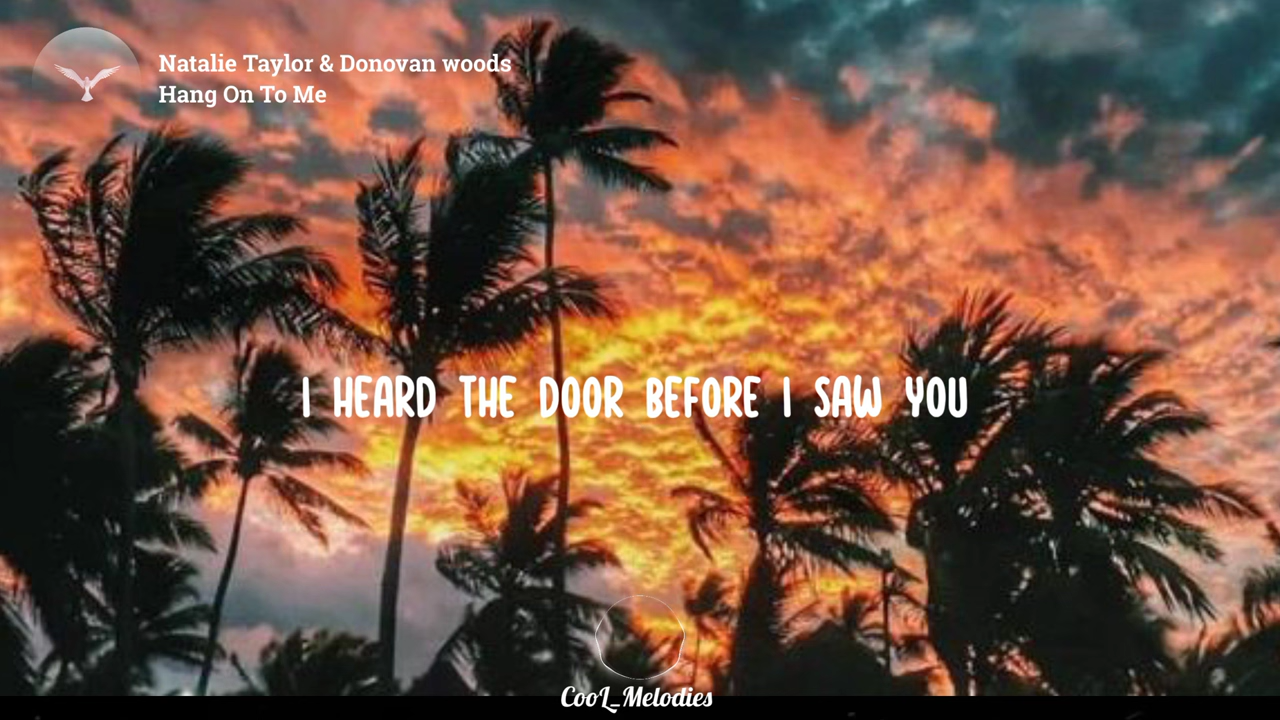 Natalie Taylor & Donovan woods
Hang On To Me
I HEARD THE DOOR BEFORE I SAW YOU
CooL_Melodies